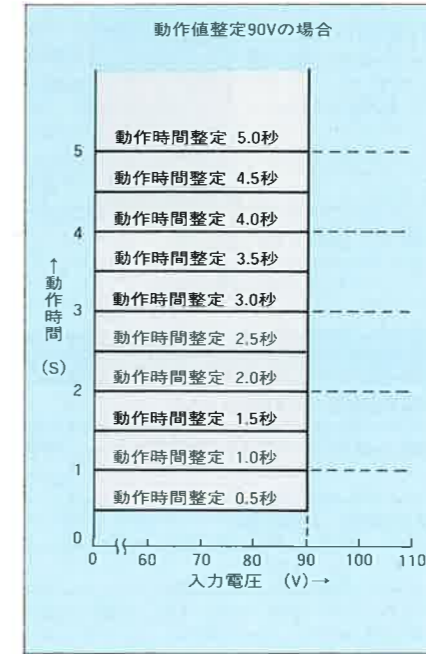 動作値整定90Vの場合
動作時間整定 5.0秒
5
動作時間整定 4.5秒
動作時間整定 4.0秒
4
動作時間整定 3.5秒
動作時間整定 3.0秒
3
動作時間整定 2.5秒
動作時間整定 2.0秒
2
動作時間整定 1.5秒
動作時間整定 1.0秒
1
動作時間整定 0.5秒
0
↑動作時間 (S)
0 60 70 80 90 100 110
入力電圧 (V)→